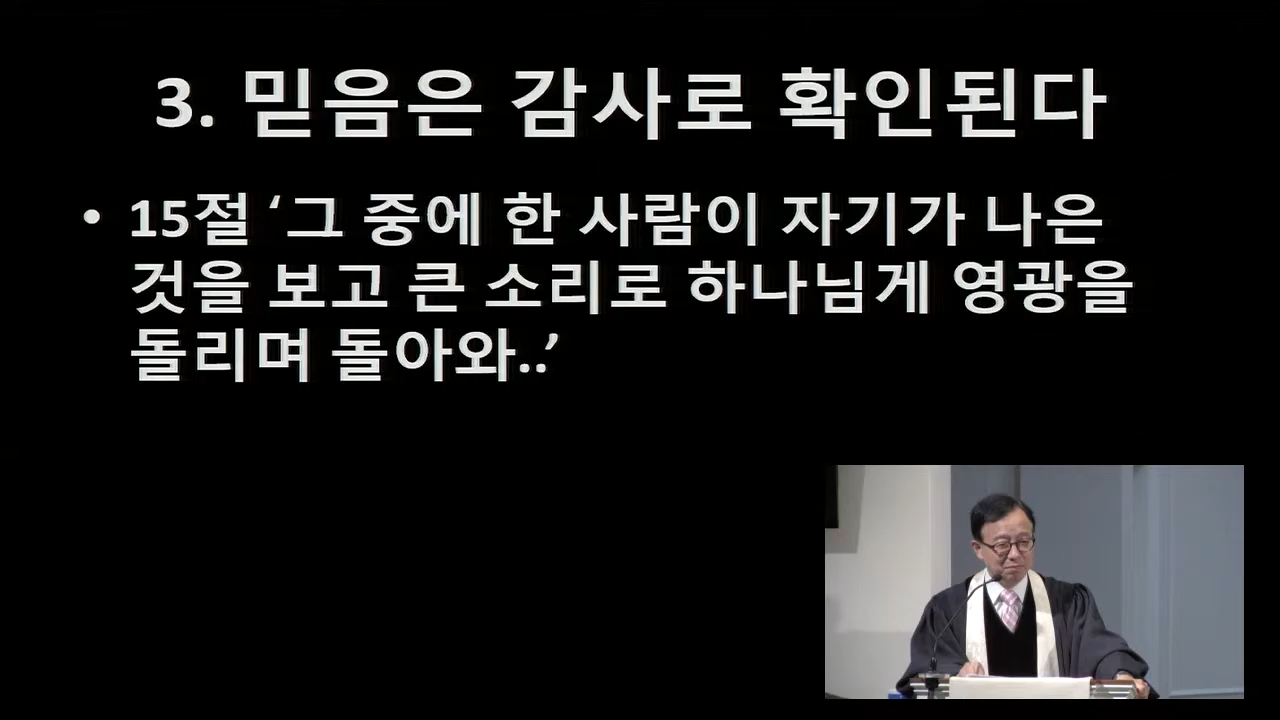 3. 믿음은 감사로 확인된다
• 15절 ‘그 중에 한 사람이 자기가 나은
것을 보고 큰 소리로 하나님게 영광을
돌리며 돌아와..’